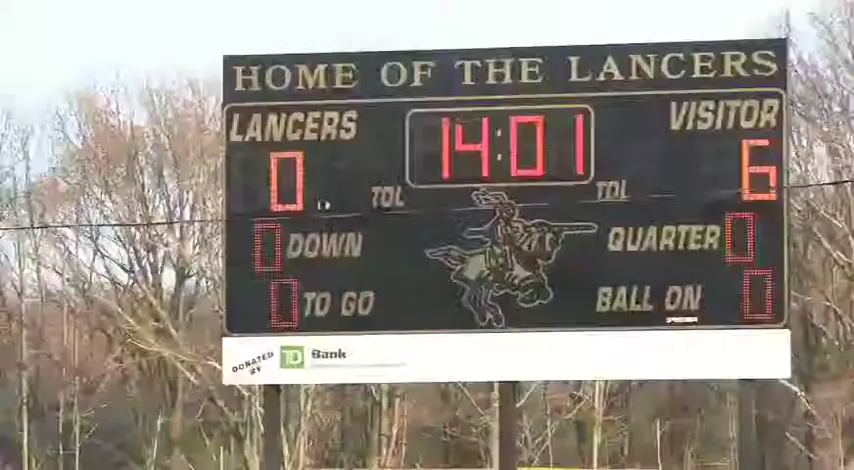 HOME OF THE LANCERS
LANCERS 14:01 VISITOR
0 TOL TOL 6
0 DOWN QUARTER 0
0 TO GO BALL ON 0
DONATED BY TD Bank